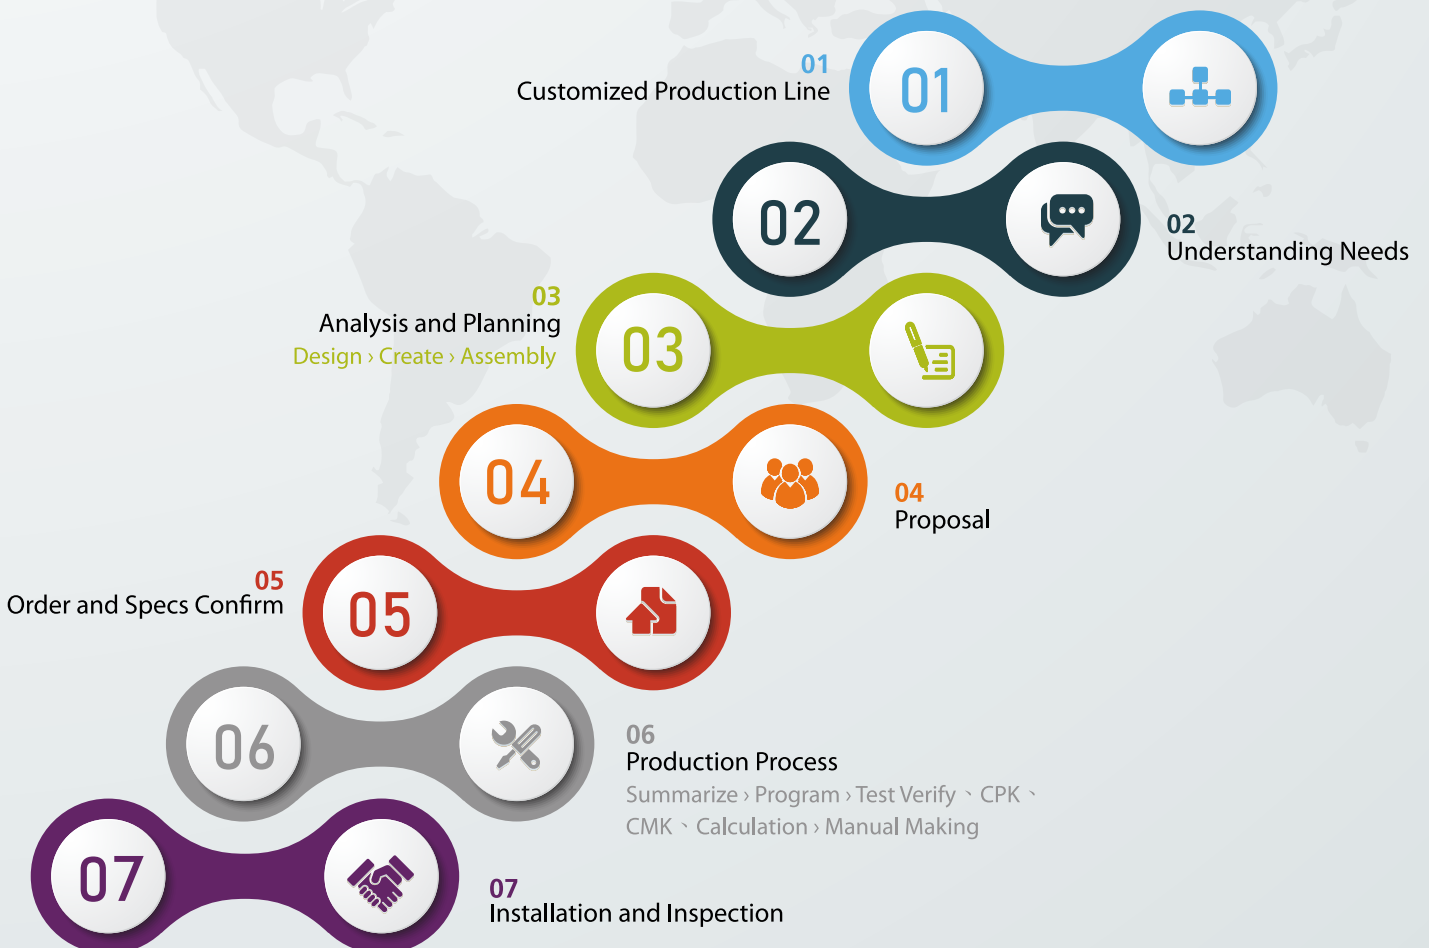 01
Customized Production Line
01
02
02
Understanding Needs
03
Analysis and Planning
Design › Create › Assembly
03
04
04
Proposal
05
Order and Specs Confirm
05
06
06
Production Process
Summarize › Program › Test Verify 、 CPK 、
CMK 、 Calculation › Manual Making
07
07
Installation and Inspection